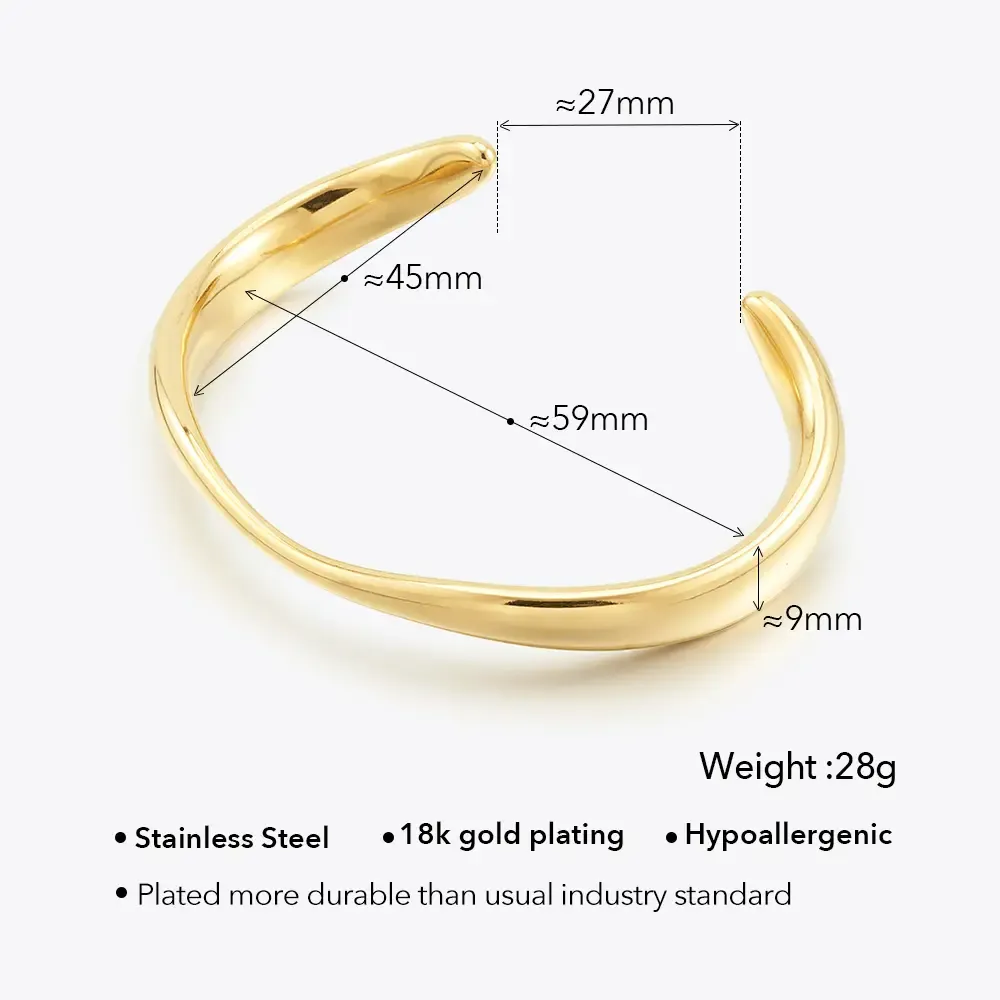 ≈27mm
≈45mm
≈59mm
≈9mm
Weight :28g
• Stainless Steel •18k gold plating • Hypoallergenic
• Plated more durable than usual industry standard